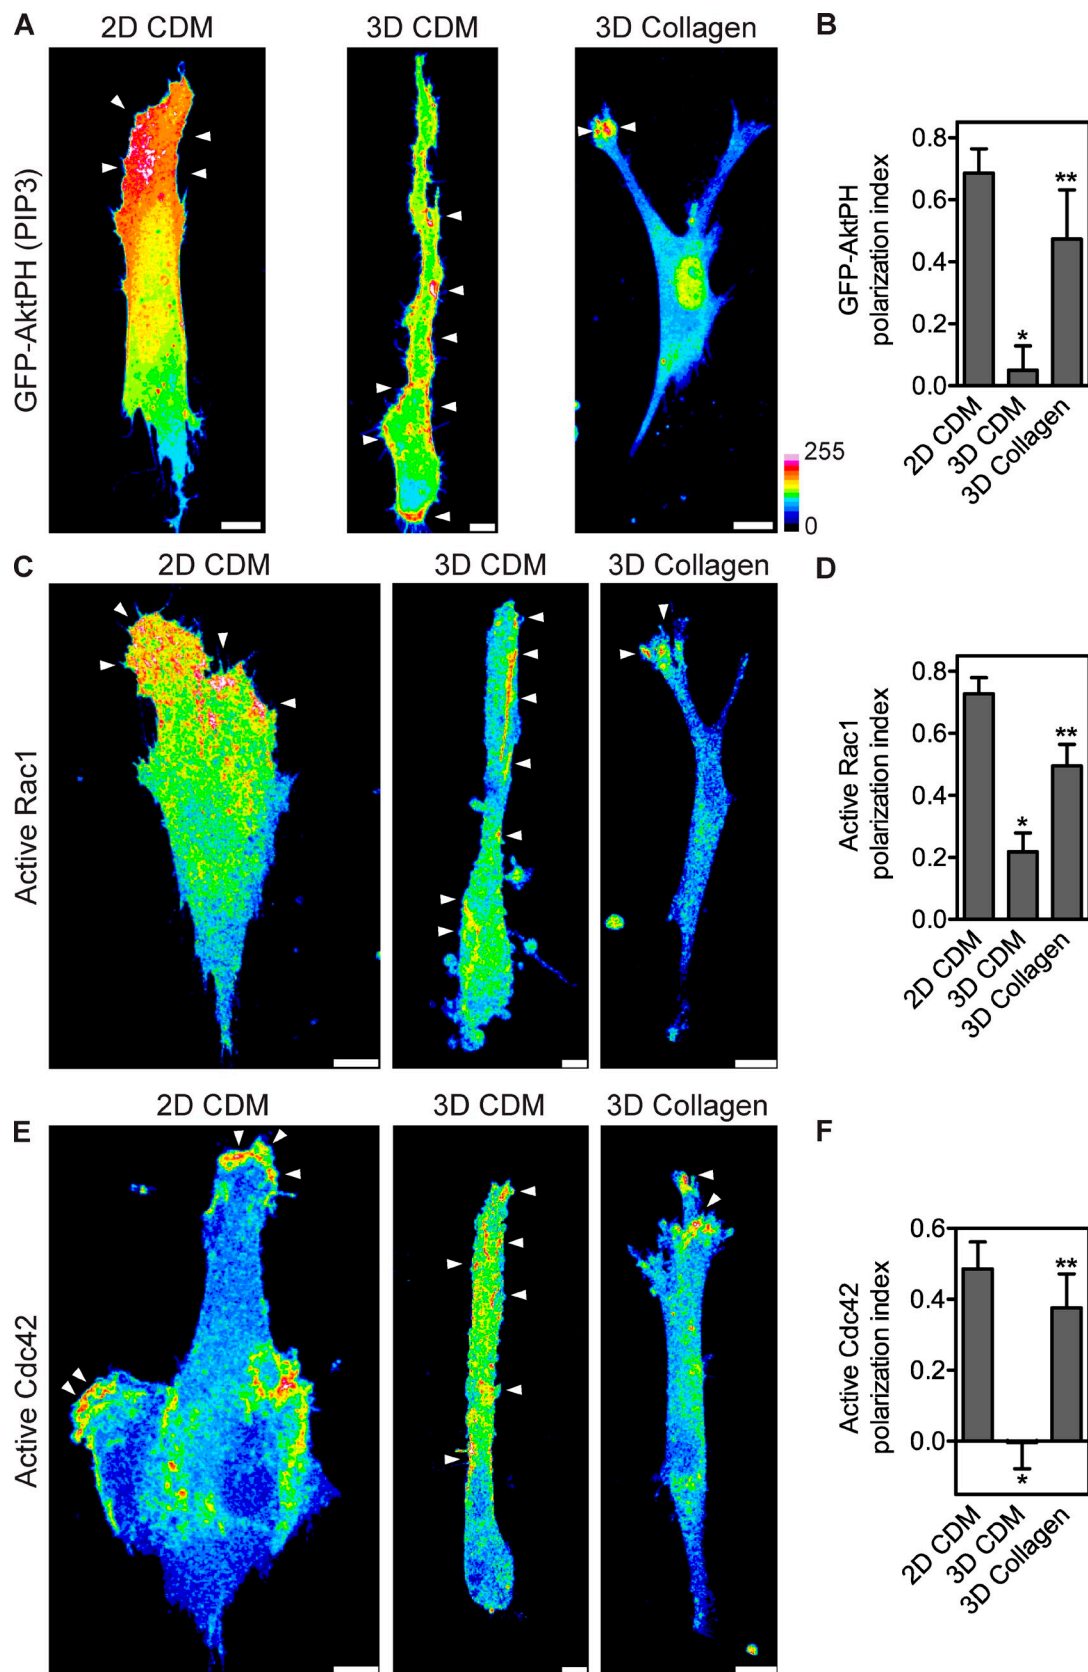 A
2D CDM
3D CDM
3D Collagen
B
GFP-AktPH (PIP3)
255
0
GFP-AktPH
polarization index
0.8
0.6
0.4
0.2
0.0
*
**
2D CDM
3D CDM
3D Collagen
C
2D CDM
3D CDM
3D Collagen
D
Active Rac1
Active Rac1
polarization index
0.8
0.6
0.4
0.2
0.0
*
**
2D CDM
3D CDM
3D Collagen
E
2D CDM
3D CDM
3D Collagen
F
Active Cdc42
Active Cdc42
polarization index
0.6
0.4
0.2
0.0
*
**
2D CDM
3D CDM
3D Collagen